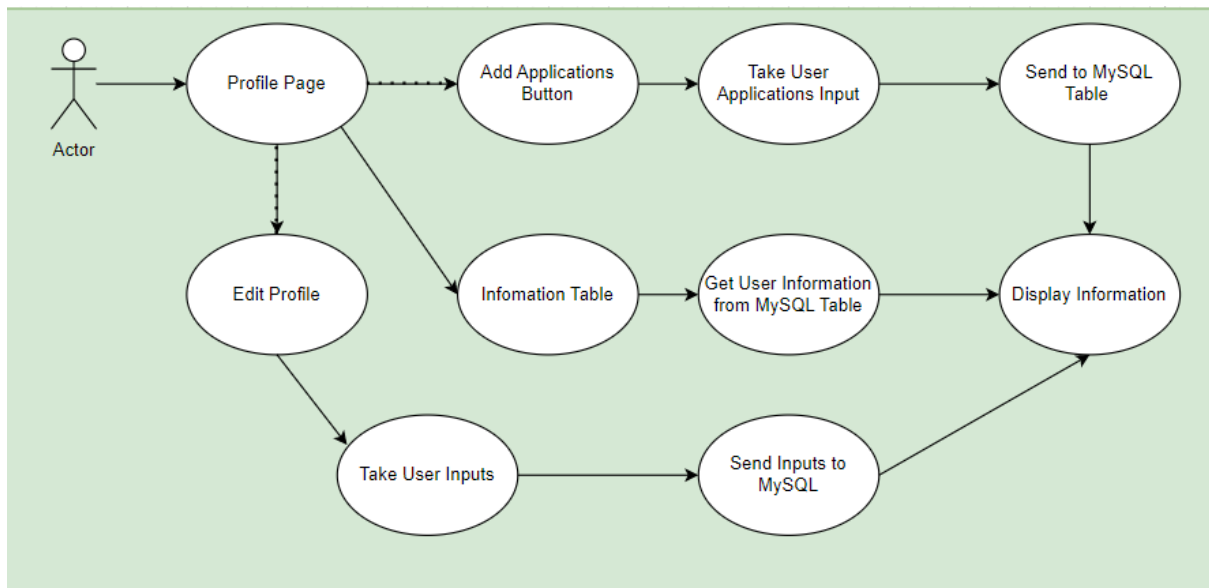 Profile Page
Add Applications
Button
Take User
Applications Input
Send to MySQL
Table
Actor
Edit Profile
Infomation Table
Get User Information
from MySQL Table
Display Information
Take User Inputs
Send Inputs to
MySQL